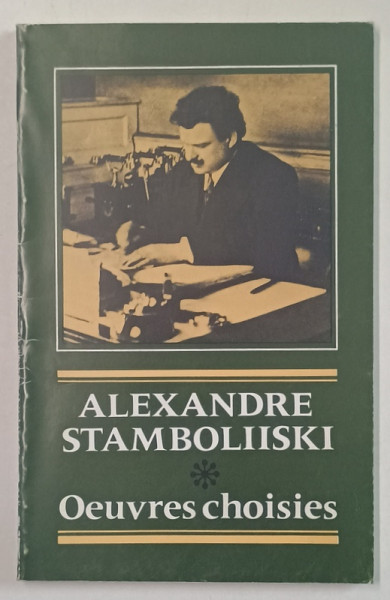 ALEXANDRE
STAMBOLIISKI
Oeuvres choisies